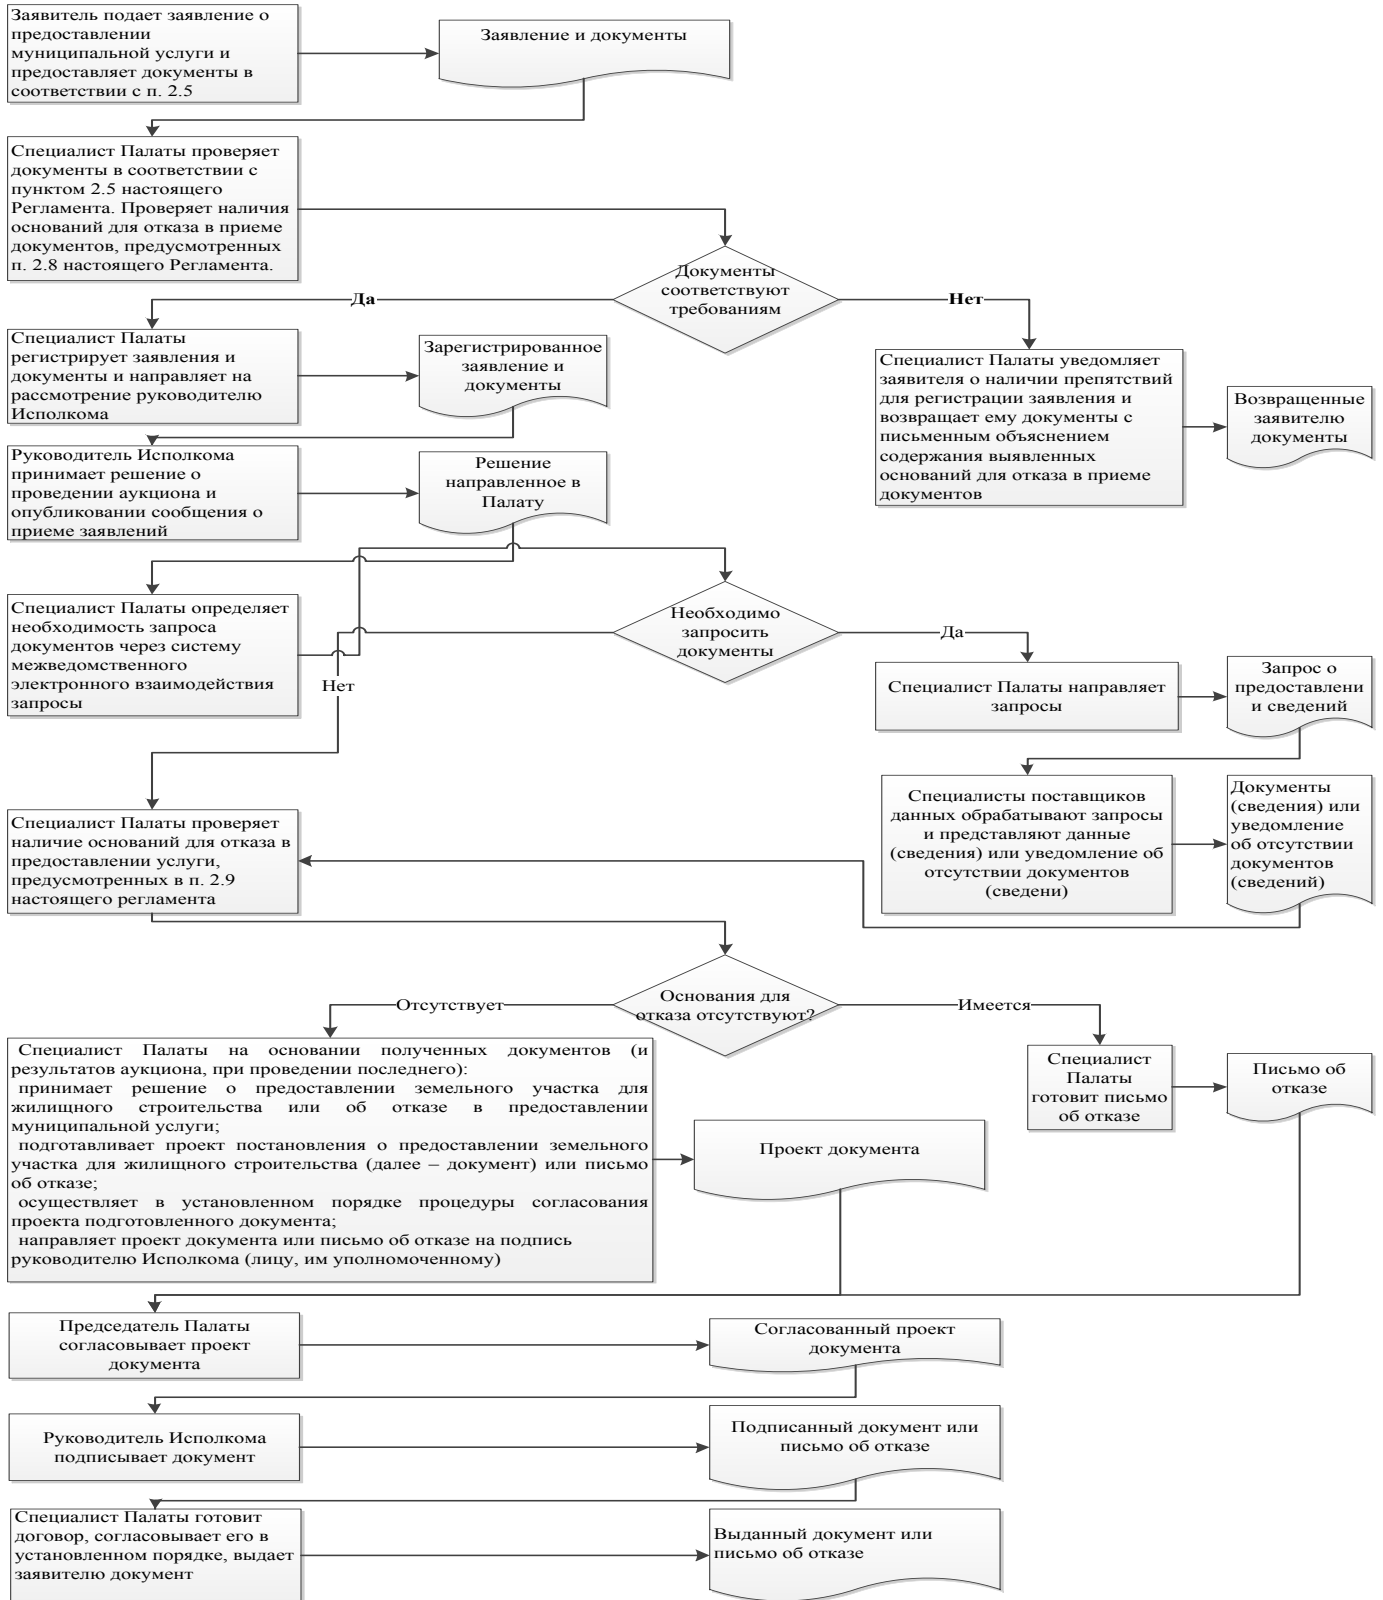 Заявитель подает заявление о
предоставлении
муниципальной услуги и
предоставляет документы в
соответствии с п. 2.5
Заявление и документы
Специалист Палаты проверяет
документы в соответствии с
пунктом 2.5 настоящего
Регламента. Проверяет наличия
оснований для отказа в приеме
документов, предусмотренных
п. 2.8 настоящего Регламента.
Документы
соответствуют
требованиям
Да
Нет
Специалист Палаты
регистрирует заявления и
документы и направляет на
рассмотрение руководителю
Исполкома
Зарегистрированное
заявление и
документы
Специалист Палаты уведомляет
заявителя о наличии препятствий
для регистрации заявления и
возвращает ему документы с
письменным объяснением
содержания выявленных
оснований для отказа в приеме
документов
Возвращенные
заявителю
документы
Руководитель Исполкома
принимает решение о
проведении аукциона и
опубликовании сообщения о
приеме заявлений
Решение
направленное в
Палату
Специалист Палаты определяет
необходимость запроса
документов через систему
межведомственного
электронного взаимодействия
запросы
Необходимо
запросить
документы
Да
Нет
Специалист Палаты направляет
запросы
Запрос о
предоставлени
и сведений
Специалисты поставщиков
данных обрабатывают запросы
и представляют данные
(сведения) или уведомление об
отсутствии документов
(сведени)
Документы
(сведения) или
уведомление
об отсутствии
документов
(сведений)
Специалист Палаты проверяет
наличие оснований для отказа в
предоставлении услуги,
предусмотренных в п. 2.9
настоящего регламента
Основания для
отказа отсутствуют?
Отсутствует
Имеется
Специалист Палаты на основании полученных документов (и
результатов аукциона, при проведении последнего):
принимает решение о предоставлении земельного участка для
жилищного строительства или об отказе в предоставлении
муниципальной услуги;
подготавливает проект постановления о предоставлении земельного
участка для жилищного строительства (далее – документ) или письмо
об отказе;
осуществляет в установленном порядке процедуры согласования
проекта подготовленного документа;
направляет проект документа или письмо об отказе на подпись
руководителю Исполкома (лицу, им уполномоченному)
Проект документа
Специалист
Палаты
готовит письмо
об отказе
Письмо об
отказе
Председатель Палаты
согласовывает проект
документа
Согласованный проект
документа
Руководитель Исполкома
подписывает документ
Подписанный документ или
письмо об отказе
Специалист Палаты готовит
договор, согласовывает его в
установленном порядке, выдает
заявителю документ
Выданный документ или
письмо об отказе